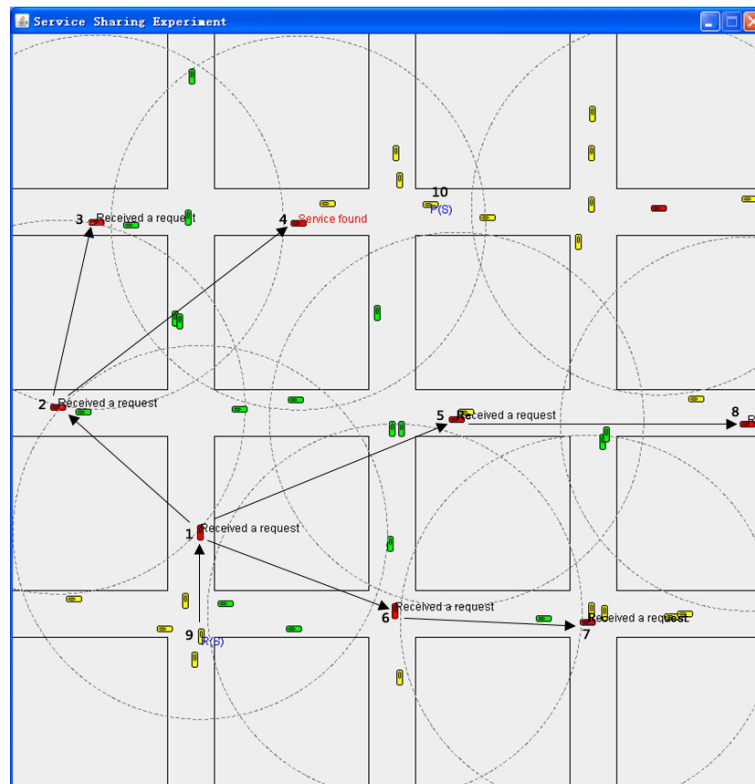 Service Sharing Experiment
10
P(S)
3
Received a request
4
Service found
2
Received a request
5
Received a request
8
R
1
Received a request
6
Received a request
7
Received a request
9
R(S)